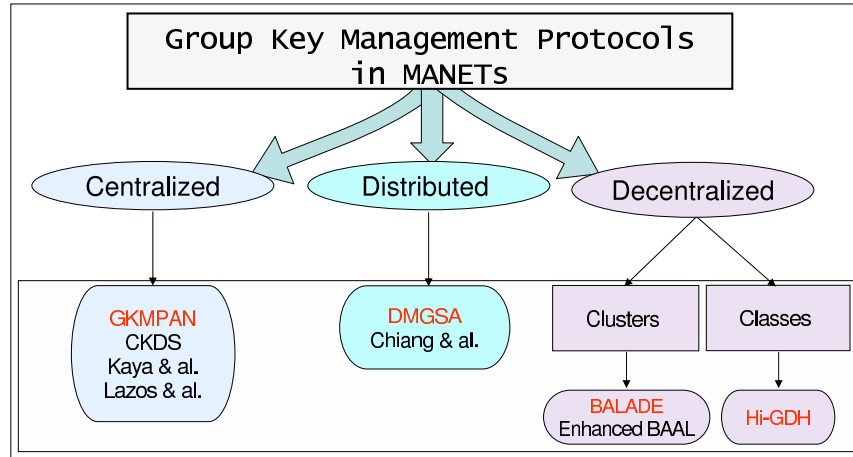 Group Key Management Protocols
in MANETs
Centralized
Distributed
Decentralized
GKMPAN
CKDS
Kaya & al.
Lazos & al.
DMGSA
Chiang & al.
Clusters
Classes
BALADE
Enhanced BAAL
Hi-GDH